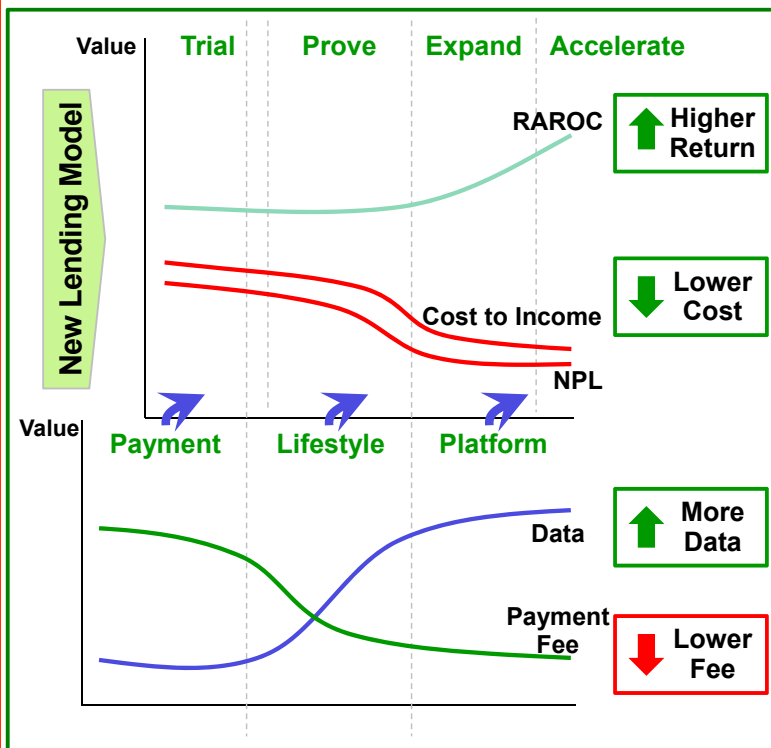 Value
Trial
Prove
Expand
Accelerate
New Lending Model
RAROC
Higher
Return
Cost to Income
NPL
Lower
Cost
Value
Payment
Lifestyle
Platform
Data
More
Data
Payment
Fee
Lower
Fee